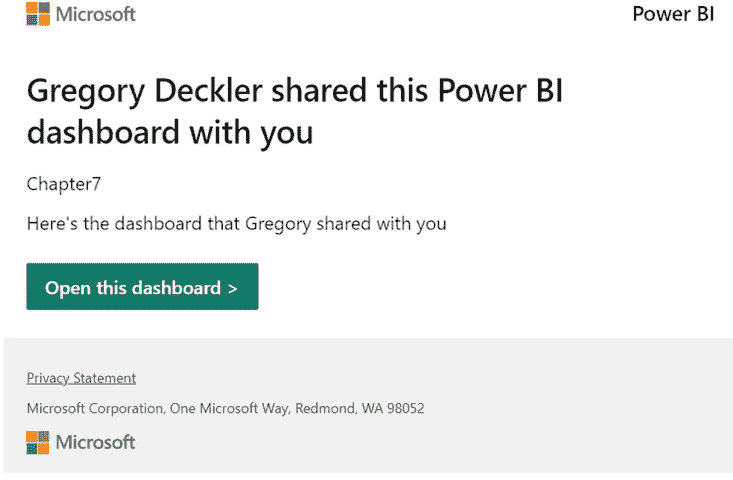 Microsoft
Power BI
Gregory Deckler shared this Power BI
dashboard with you
Chapter7
Here's the dashboard that Gregory shared with you
Open this dashboard >
Privacy Statement
Microsoft Corporation, One Microsoft Way, Redmond, WA 98052
Microsoft